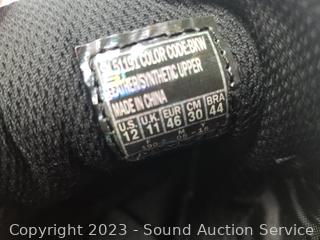 51191 COLOR CODE:BKW
LEATHER/SYNTHETIC UPPER
MADE IN CHINA
U.S. U.K. EUR CM BRA
12 11 46 30 44
Copyright © 2023 - Sound Auction Service